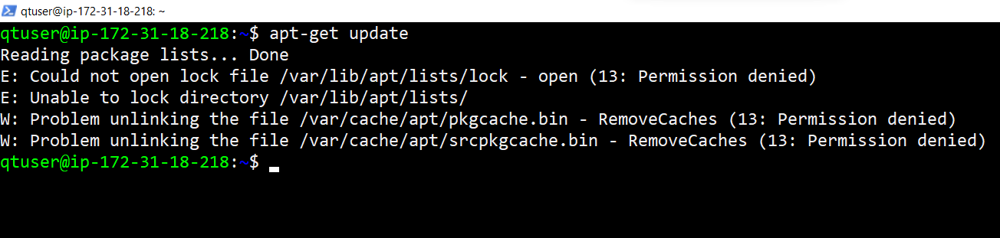 qtuser@ip-172-31-18-218: ~
qtuser@ip-172-31-18-218:~$ apt-get update
Reading package lists... Done
E: Could not open lock file /var/lib/apt/lists/lock - open (13: Permission denied)
E: Unable to lock directory /var/lib/apt/lists/
W: Problem unlinking the file /var/cache/apt/pkgcache.bin - RemoveCaches (13: Permission denied)
W: Problem unlinking the file /var/cache/apt/srcpkgcache.bin - RemoveCaches (13: Permission denied)
qtuser@ip-172-31-18-218:~$